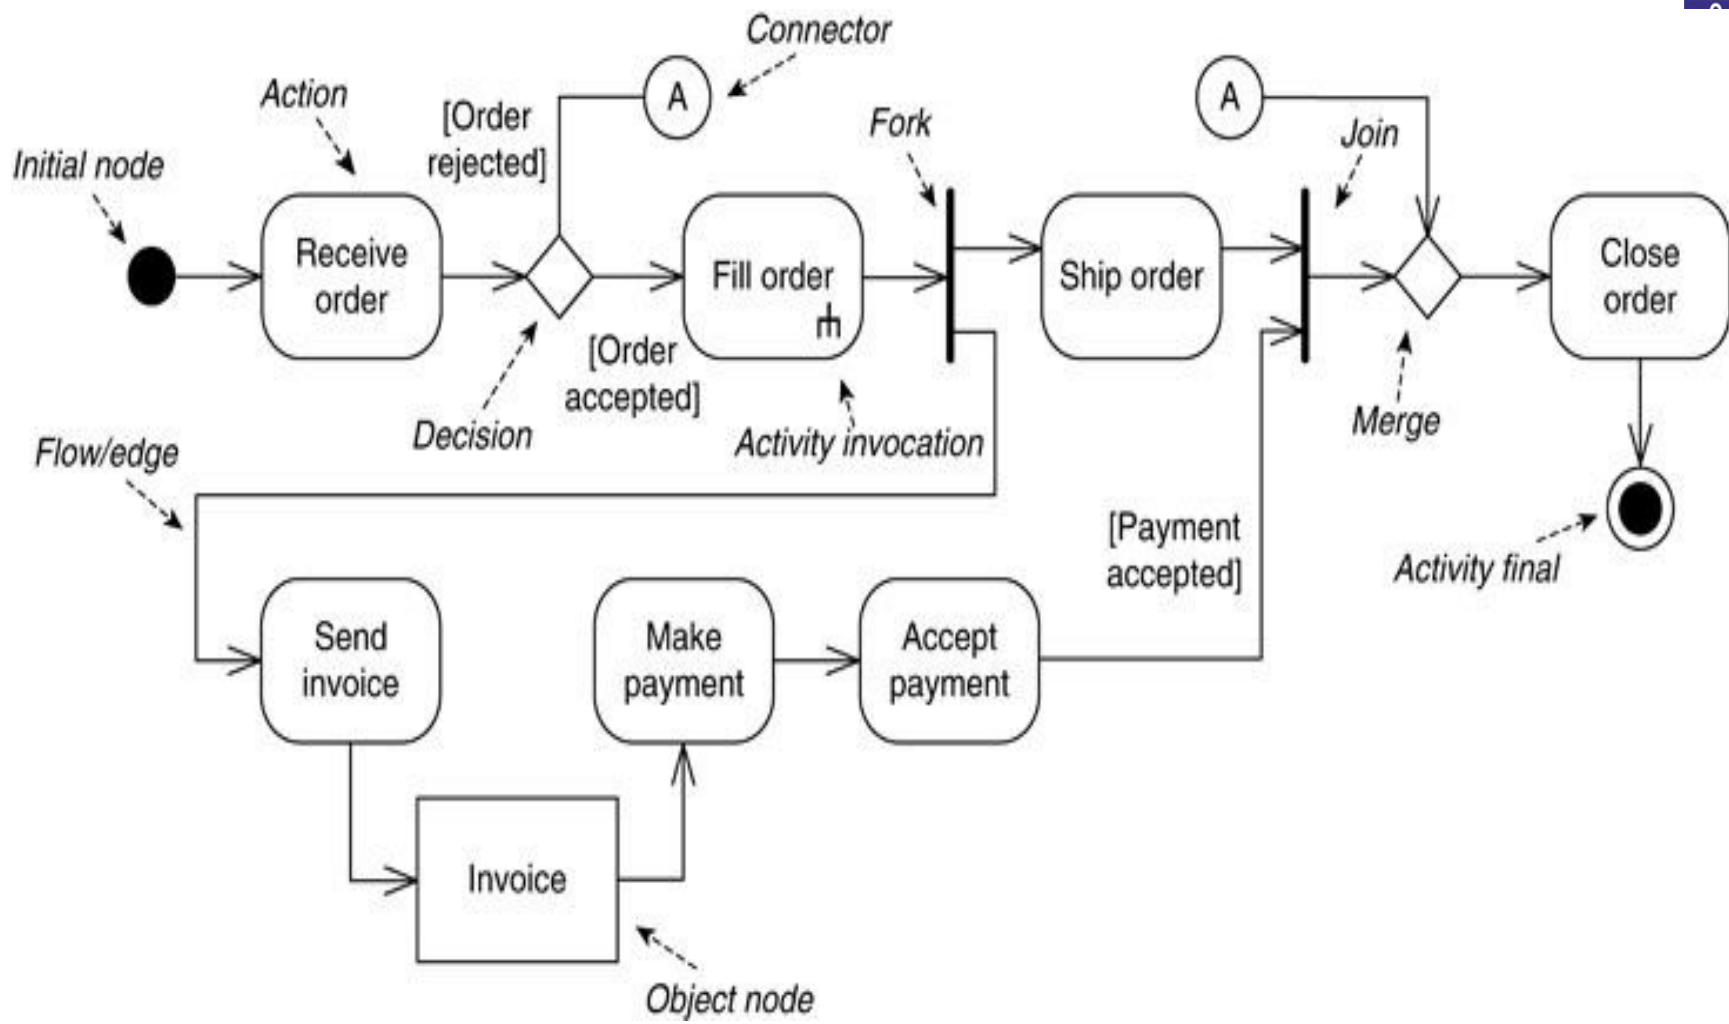 Connector
Action
[Order
rejected]
A
A
Fork
Join
Initial node
Receive
order
Fill order
Ship order
Close
order
[Order
accepted]
Decision
Activity invocation
Merge
Flow/edge
[Payment
accepted]
Activity final
Send
invoice
Make
payment
Accept
payment
Invoice
Object node